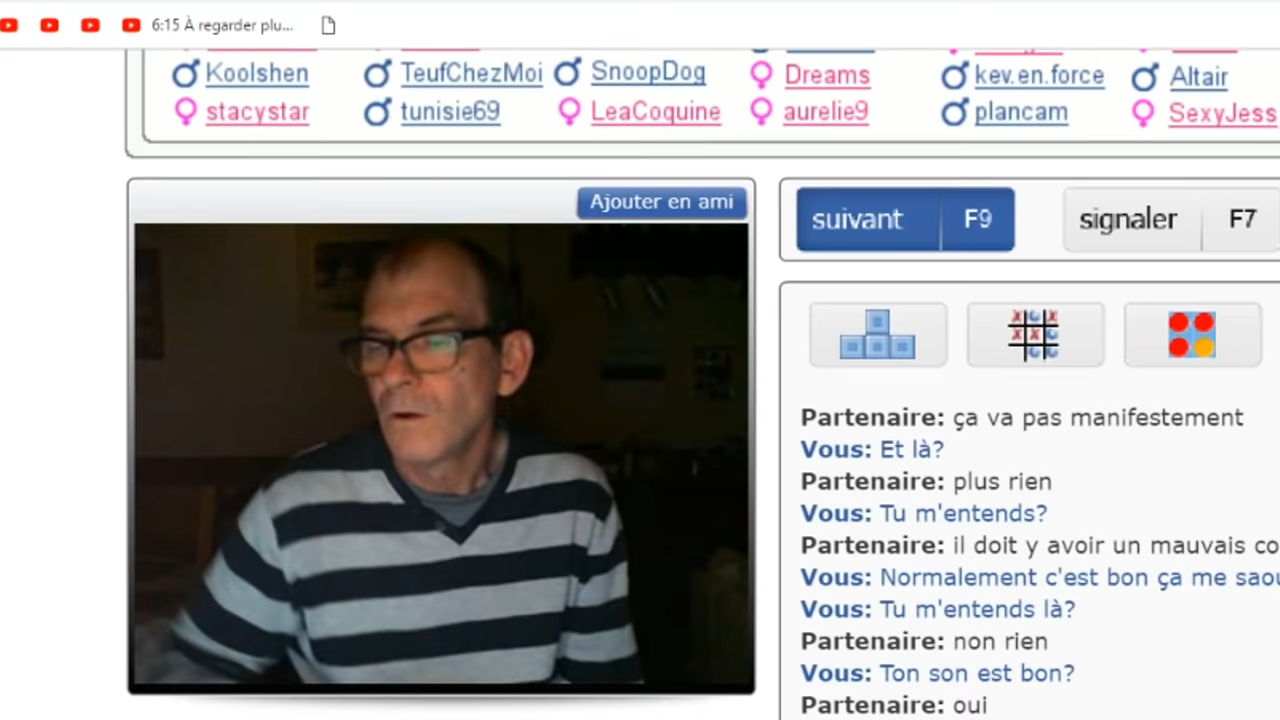 6:15 À regarder plu...
Koolshen TeufChezMoi SnoopDog Dreams kev.en.force Altair
stacystar tunisie69 LeaCoquine aurelie9 plancam SexyJess
Ajouter en ami
suivant F9 signaler F7
Partenaire: ça va pas manifestement
Vous: Et là?
Partenaire: plus rien
Vous: Tu m'entends?
Partenaire: il doit y avoir un mauvais co
Vous: Normalement c'est bon ça me saou
Vous: Tu m'entends là?
Partenaire: non rien
Vous: Ton son est bon?
Partenaire: oui